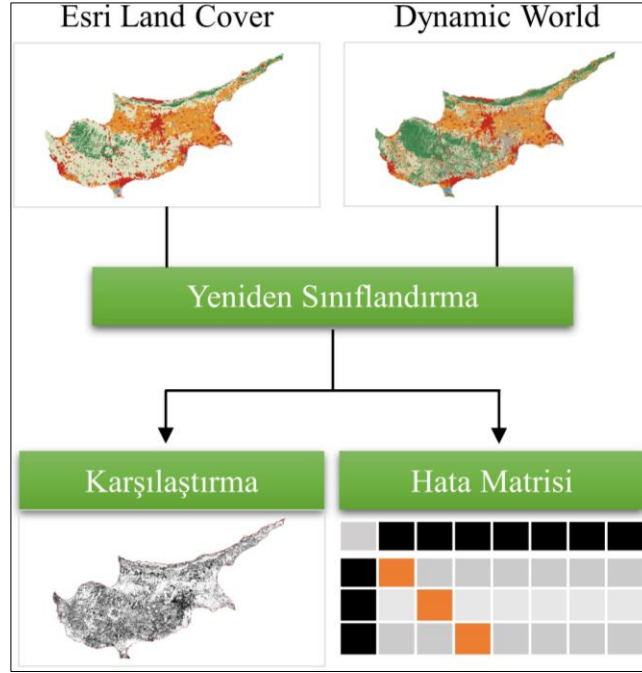 Esri Land Cover
Dynamic World
Yeniden Sınıflandırma
Karşılaştırma
Hata Matrisi